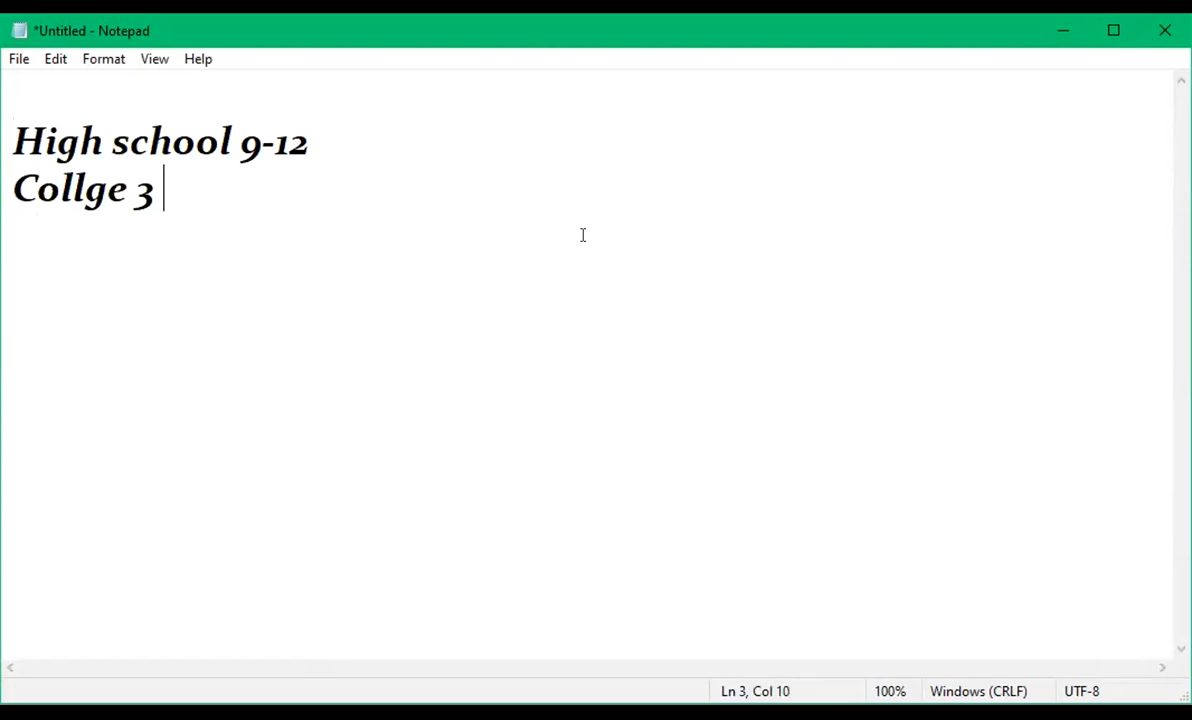 *Untitled - Notepad
File Edit Format View Help
High school 9-12
Collge 3
Ln 3, Col 10 100% Windows (CRLF) UTF-8